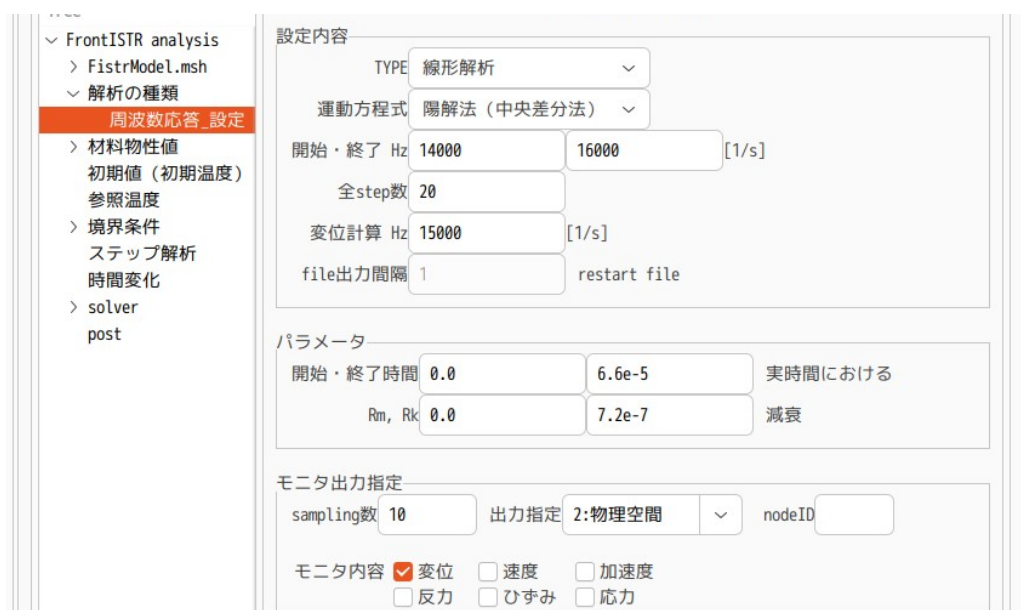 FrontISTR analysis
FistrModel.msh
解析の種類
周波数応答_設定
材料物性値
初期値（初期温度）
参照温度
境界条件
ステップ解析
時間変化
solver
post
設定内容
TYPE 線形解析
運動方程式 陽解法（中央差分法）
開始・終了 Hz 14000 16000 [1/s]
全step数 20
変位計算 Hz 15000 [1/s]
file出力間隔 1 restart file
パラメータ
開始・終了時間 0.0 6.6e-5 実時間における
Rm, Rk 0.0 7.2e-7 減衰
モニタ出力指定
sampling数 10 出力指定 2:物理空間 nodeID
モニタ内容 変位 速度 加速度
反力 ひずみ 応力